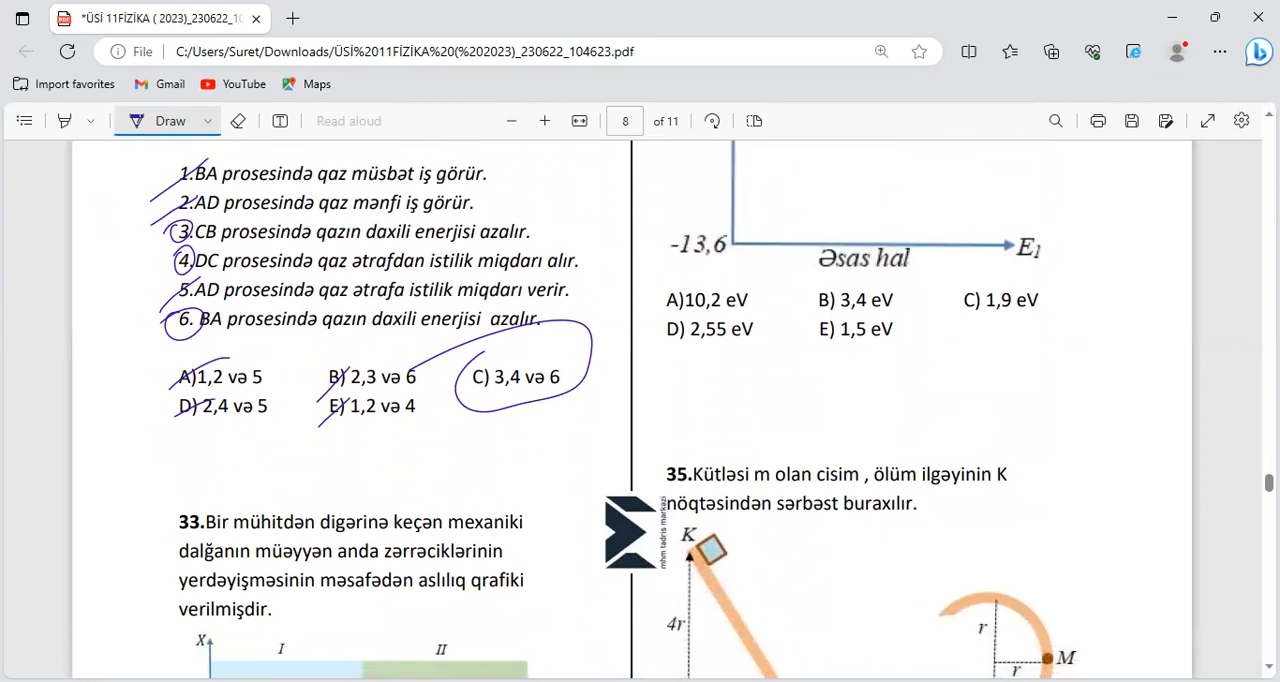 *ÜSİ 11FİZİKA ( 2023)_230622_10
File
C:/Users/Suret/Downloads/ÜSİ%2011FİZİKA%20(%202023)_230622_104623.pdf
Import favorites
Gmail
YouTube
Maps
Draw
Read aloud
8
of 11
1.BA prosesində qaz müsbət iş görür.
2.AD prosesində qaz mənfi iş görür.
3.CB prosesində qazın daxili enerjisi azalır.
4.DC prosesində qaz ətrafdan istilik miqdarı alır.
5.AD prosesində qaz ətrafa istilik miqdarı verir.
6. BA prosesində qazın daxili enerjisi azalır.
A)1,2 və 5 B) 2,3 və 6 C) 3,4 və 6
D) 2,4 və 5 E) 1,2 və 4
33.Bir mühitdən digərinə keçən mexaniki
dalğanın müəyyən anda zərrəciklərinin
yerdəyişməsinin məsafədən aslılıq qrafiki
verilmişdir.
X
I
II
mhm tədris mərkəzi
-13,6
Əsas hal
E1
A)10,2 eV B) 3,4 eV C) 1,9 eV
D) 2,55 eV E) 1,5 eV
35.Kütləsi m olan cisim , ölüm ilgəyinin K
nöqtəsindən sərbəst buraxılır.
K
4r
r
M
r